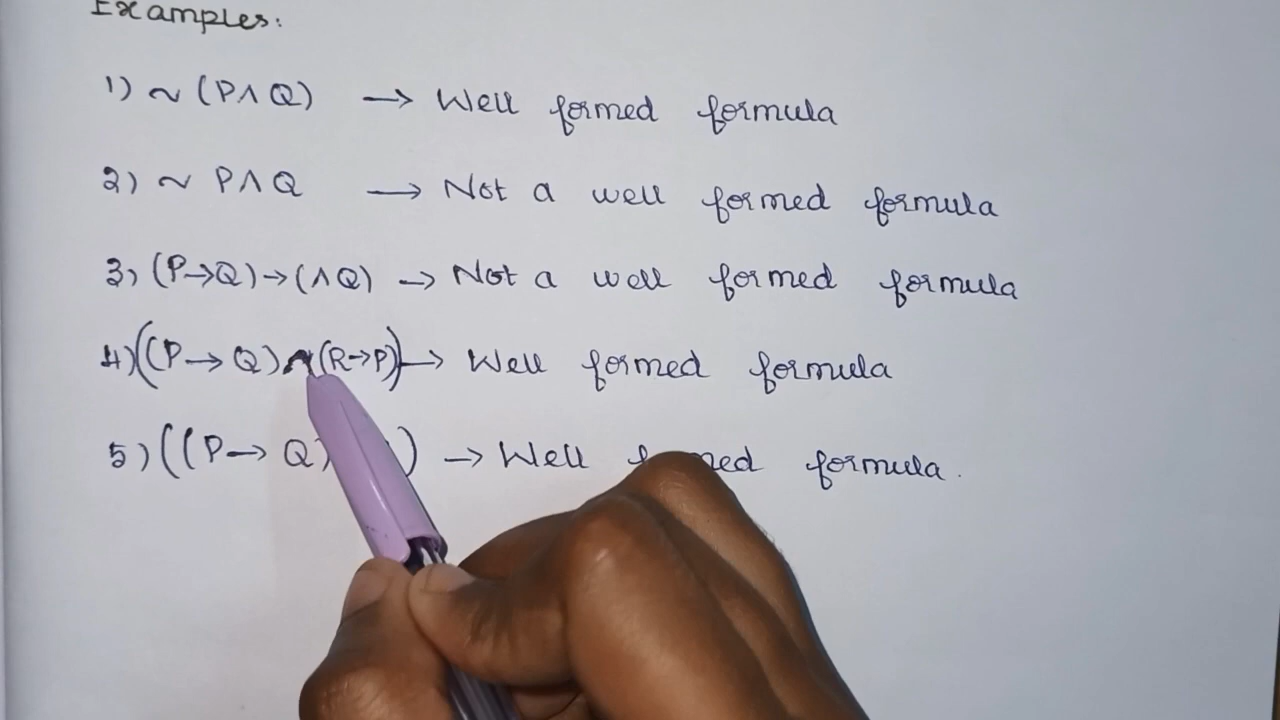 Examples:
1) ~ (P∧Q) → Well formed formula
2) ~ P∧Q → Not a well formed formula
3) (P→Q)→(∧Q) → Not a well formed formula
4) ((P→Q)∧(R→P)) → Well formed formula
5) ((P→Q) ) → Well formula.